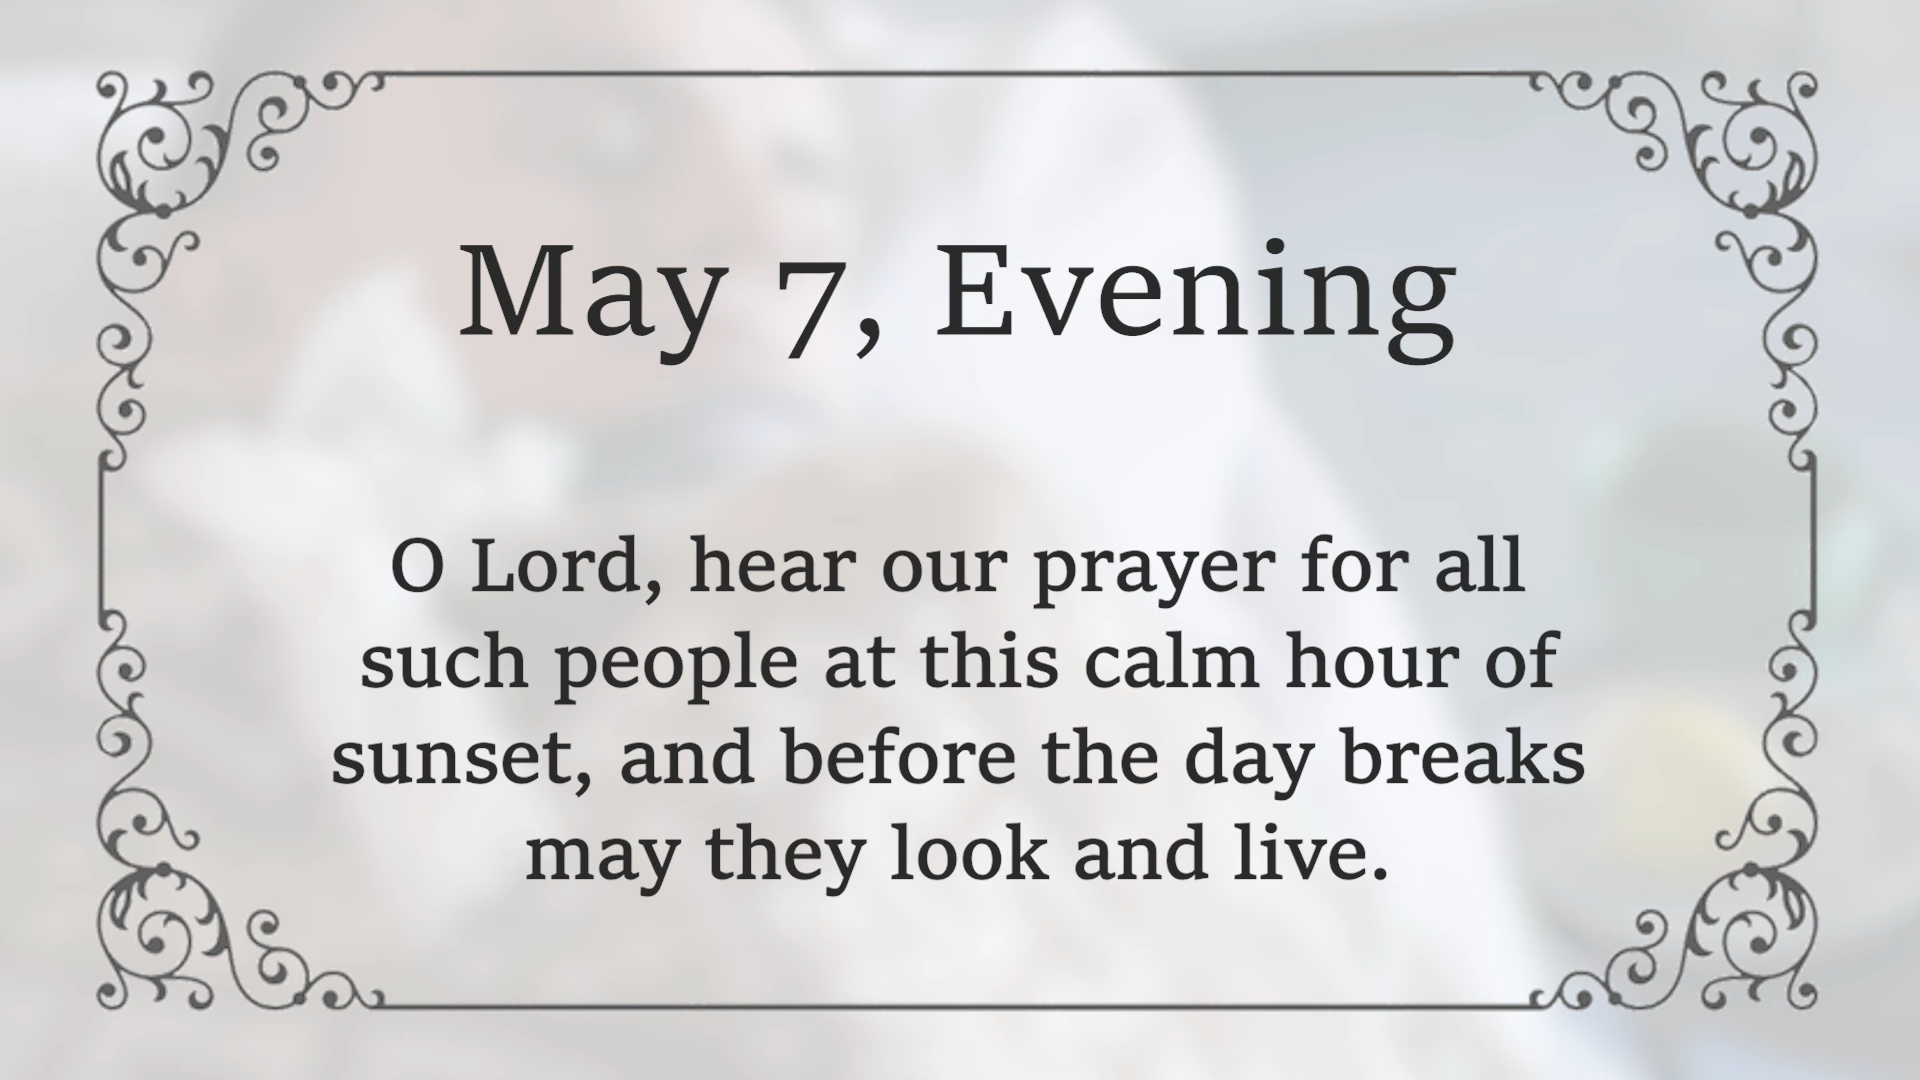 May 7, Evening
O Lord, hear our prayer for all
such people at this calm hour of
sunset, and before the day breaks
may they look and live.